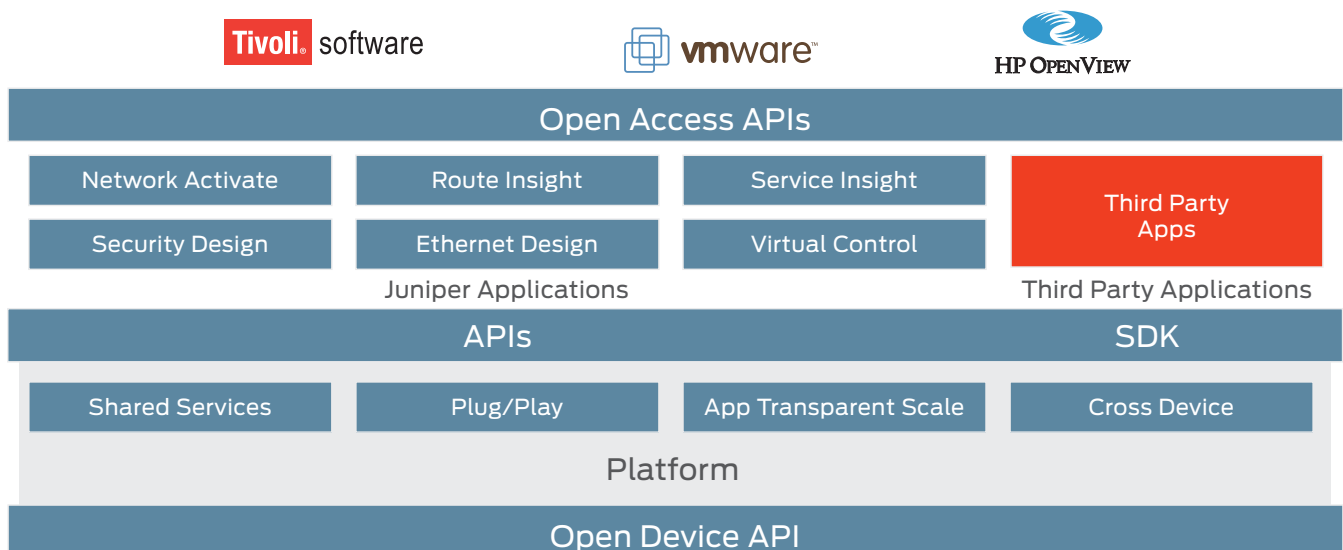 Tivoli. software
vmware™
HP OPENVIEW
Open Access APIs
Network Activate
Route Insight
Service Insight
Third Party
Apps
Security Design
Ethernet Design
Virtual Control
Juniper Applications
Third Party Applications
APIs
SDK
Shared Services
Plug/Play
App Transparent Scale
Cross Device
Platform
Open Device API